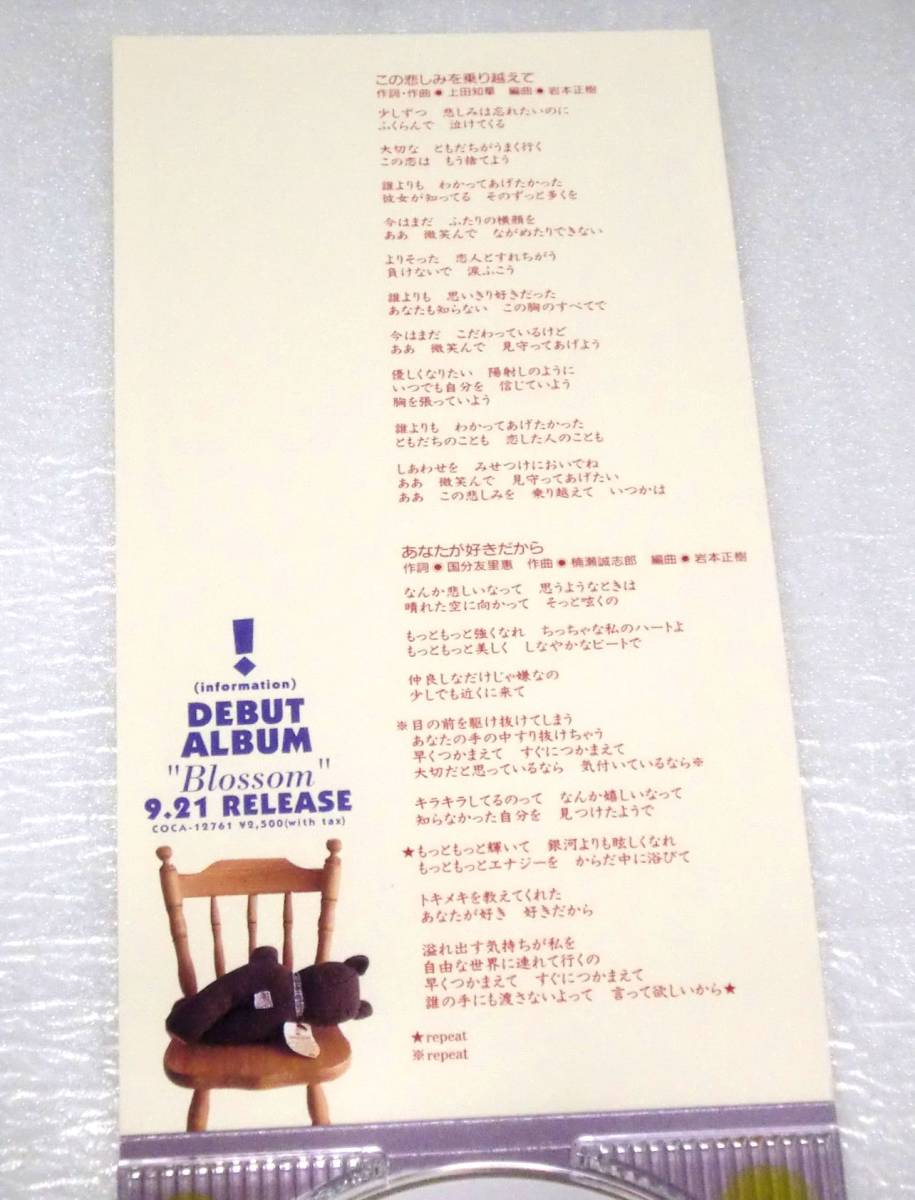 この悲しみを乗り越えて
作詞・作曲●上田知華　編曲●岩本正樹
少しずつ　悲しみは忘れたいのに
ふくらんで　泣けてくる
大切な　ともだちがうまく行く
この恋は　もう捨てよう
誰よりも　わかってあげたかった
彼女が知ってる　そのずっと多くを
今はまだ　ふたりの横顔を
ああ　微笑んで　ながめたりできない
よりそった　恋人とすれちがう
負けないで　涙ふこう
誰よりも　思いきり好きだった
あなたも知らない　この胸のすべてで
今はまだ　こだわっているけど
ああ　微笑んで　見守ってあげよう
優しくなりたい　陽射しのように
いつでも自分を　信じていよう
胸を張っていよう
誰よりも　わかってあげたかった
ともだちのことも　恋した人のことも
しあわせを　みせつけにおいでね
ああ　微笑んで　見守ってあげたい
ああ　この悲しみを　乗り越えて　いつかは
あなたが好きだから
作詞●国分友里恵　作曲●楠瀬誠志郎　編曲●岩本正樹
なんか悲しいなって　思うようなときは
晴れた空に向かって　そっと呟くの
もっともっと強くなれ　ちっちゃな私のハートよ
もっともっと美しく　しなやかなビートで
仲良しなだけじゃ嫌なの
少しでも近くに来て
※目の前を駆け抜けてしまう
あなたの手の中すり抜けちゃう
早くつかまえて　すぐにつかまえて
大切だと思っているなら　気付いているなら※
キラキラしてるのって　なんか嬉しいなって
知らなかった自分を　見つけたようで
★もっともっと輝いて　銀河よりも眩しくなれ
もっともっとエナジーを　からだ中に浴びて
トキメキを教えてくれた
あなたが好き　好きだから
溢れ出す気持ちが私を
自由な世界に連れて行くの
早くつかまえて　すぐにつかまえて
誰の手にも渡さないよって　言って欲しいから★
★repeat
※repeat
!
(information)
DEBUT
ALBUM
"Blossom"
9.21 RELEASE
COCA-12761 ¥2,500(with tax)